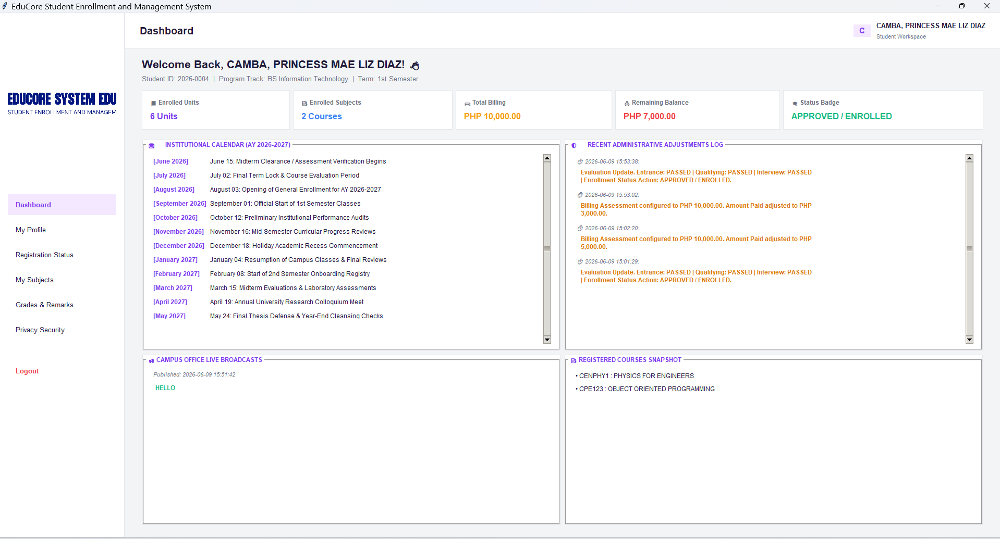 EduCore Student Enrollment and Management System
EDUCORE SYSTEM EDU
STUDENT ENROLLMENT AND MANAGEM
Dashboard
My Profile
Registration Status
My Subjects
Grades & Remarks
Privacy Security
Logout
Dashboard
C
CAMBA, PRINCESS MAE LIZ DIAZ
Student Workspace
Welcome Back, CAMBA, PRINCESS MAE LIZ DIAZ!
Student ID: 2026-0004 | Program Track: BS Information Technology | Term: 1st Semester
Enrolled Units
6 Units
Enrolled Subjects
2 Courses
Total Billing
PHP 10,000.00
Remaining Balance
PHP 7,000.00
Status Badge
APPROVED / ENROLLED
INSTITUTIONAL CALENDAR (AY 2026-2027)
[June 2026] June 15: Midterm Clearance / Assessment Verification Begins
[July 2026] July 02: Final Term Lock & Course Evaluation Period
[August 2026] August 03: Opening of General Enrollment for AY 2026-2027
[September 2026] September 01: Official Start of 1st Semester Classes
[October 2026] October 12: Preliminary Institutional Performance Audits
[November 2026] November 16: Mid-Semester Curricular Progress Reviews
[December 2026] December 18: Holiday Academic Recess Commencement
[January 2027] January 04: Resumption of Campus Classes & Final Reviews
[February 2027] February 08: Start of 2nd Semester Onboarding Registry
[March 2027] March 15: Midterm Evaluations & Laboratory Assessments
[April 2027] April 19: Annual University Research Colloquium Meet
[May 2027] May 24: Final Thesis Defense & Year-End Cleansing Checks
RECENT ADMINISTRATIVE ADJUSTMENTS LOG
2026-06-09 15:53:38:
Evaluation Update. Entrance: PASSED | Qualifying: PASSED | Interview: PASSED
| Enrollment Status Action: APPROVED / ENROLLED.
2026-06-09 15:53:02:
Billing Assessment configured to PHP 10,000.00. Amount Paid adjusted to PHP
3,000.00.
2026-06-09 15:02:20:
Billing Assessment configured to PHP 10,000.00. Amount Paid adjusted to PHP
5,000.00.
2026-06-09 15:01:29:
Evaluation Update. Entrance: PASSED | Qualifying: PASSED | Interview: PASSED
| Enrollment Status Action: APPROVED / ENROLLED.
CAMPUS OFFICE LIVE BROADCASTS
Published: 2026-06-09 15:51:42
HELLO
REGISTERED COURSES SNAPSHOT
• CENPHY1 : PHYSICS FOR ENGINEERS
• CPE123 : OBJECT ORIENTED PROGRAMMING